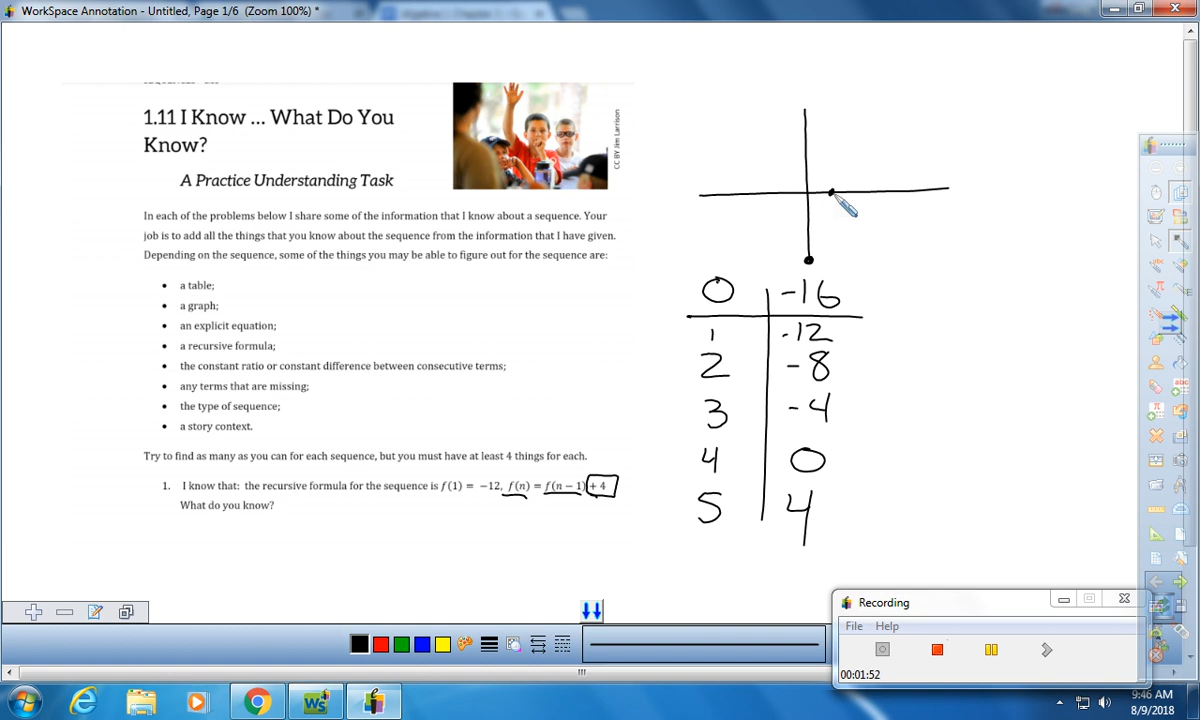 WorkSpace Annotation - Untitled, Page 1/6 (Zoom 100%) *
1.11 I Know ... What Do You
Know?
A Practice Understanding Task
CC BY Jim Larrison
In each of the problems below I share some of the information that I know about a sequence. Your
job is to add all the things that you know about the sequence from the information that I have given.
Depending on the sequence, some of the things you may be able to figure out for the sequence are:
• a table;
• a graph;
• an explicit equation;
• a recursive formula;
• the constant ratio or constant difference between consecutive terms;
• any terms that are missing;
• the type of sequence;
• a story context.
Try to find as many as you can for each sequence, but you must have at least 4 things for each.
1. I know that: the recursive formula for the sequence is f(1) = −12, f(n) = f(n − 1) + 4
What do you know?
0 -16
1 -12
2 -8
3 -4
4 0
5 4
Recording
File Help
00:01:52
9:46 AM
8/9/2018